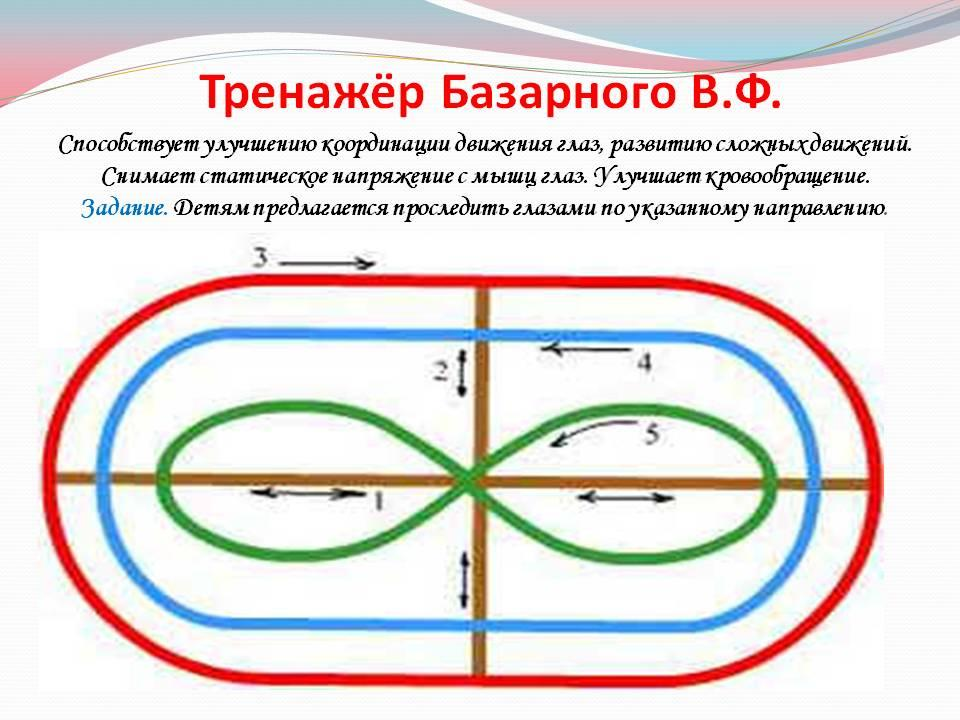 Тренажёр Базарного В.Ф.
Способствует улучшению координации движения глаз, развитию сложных движений.
Снимает статическое напряжение с мышц глаз. Улучшает кровообращение.
Задание. Детям предлагается проследить глазами по указанному направлению.
3
2
4
5
1